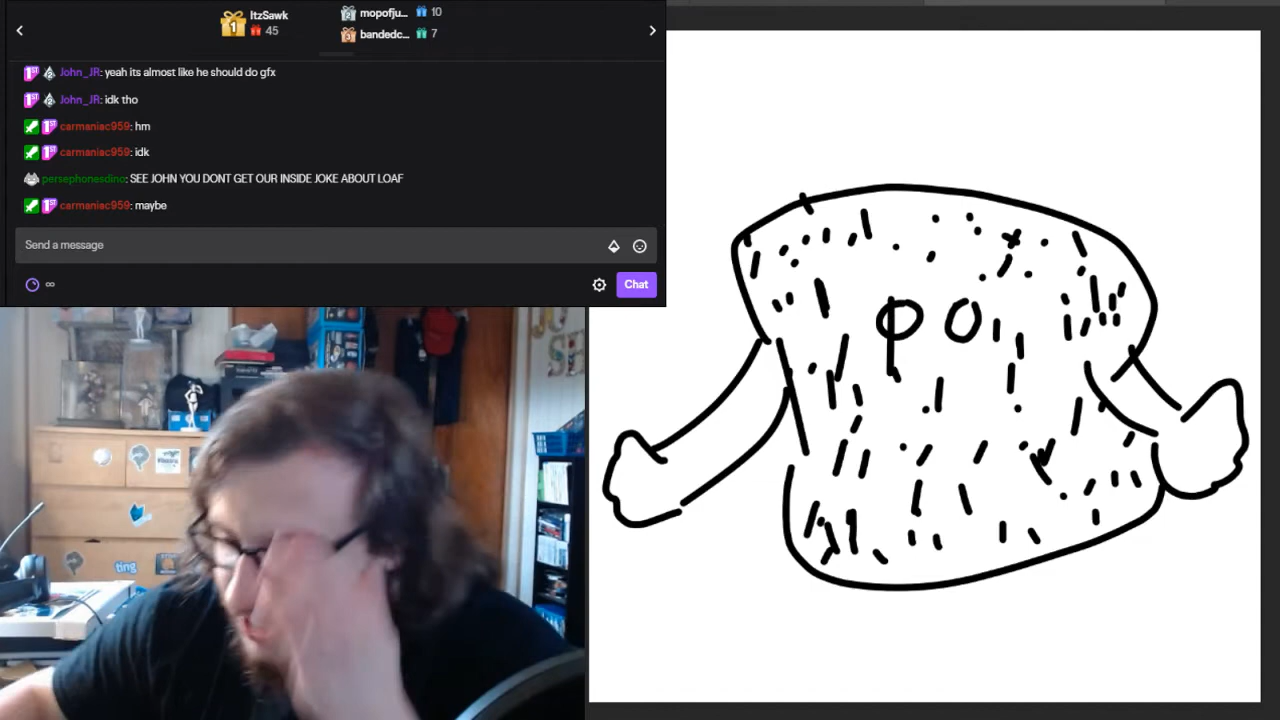 ItzSawk
45
mopofju... 10
bandedc... 7
John_JR: yeah its almost like he should do gfx
John_JR: idk tho
carmaniac959: hm
carmaniac959: idk
persephonesdino: SEE JOHN YOU DONT GET OUR INSIDE JOKE ABOUT LOAF
carmaniac959: maybe
Send a message
Chat
ting